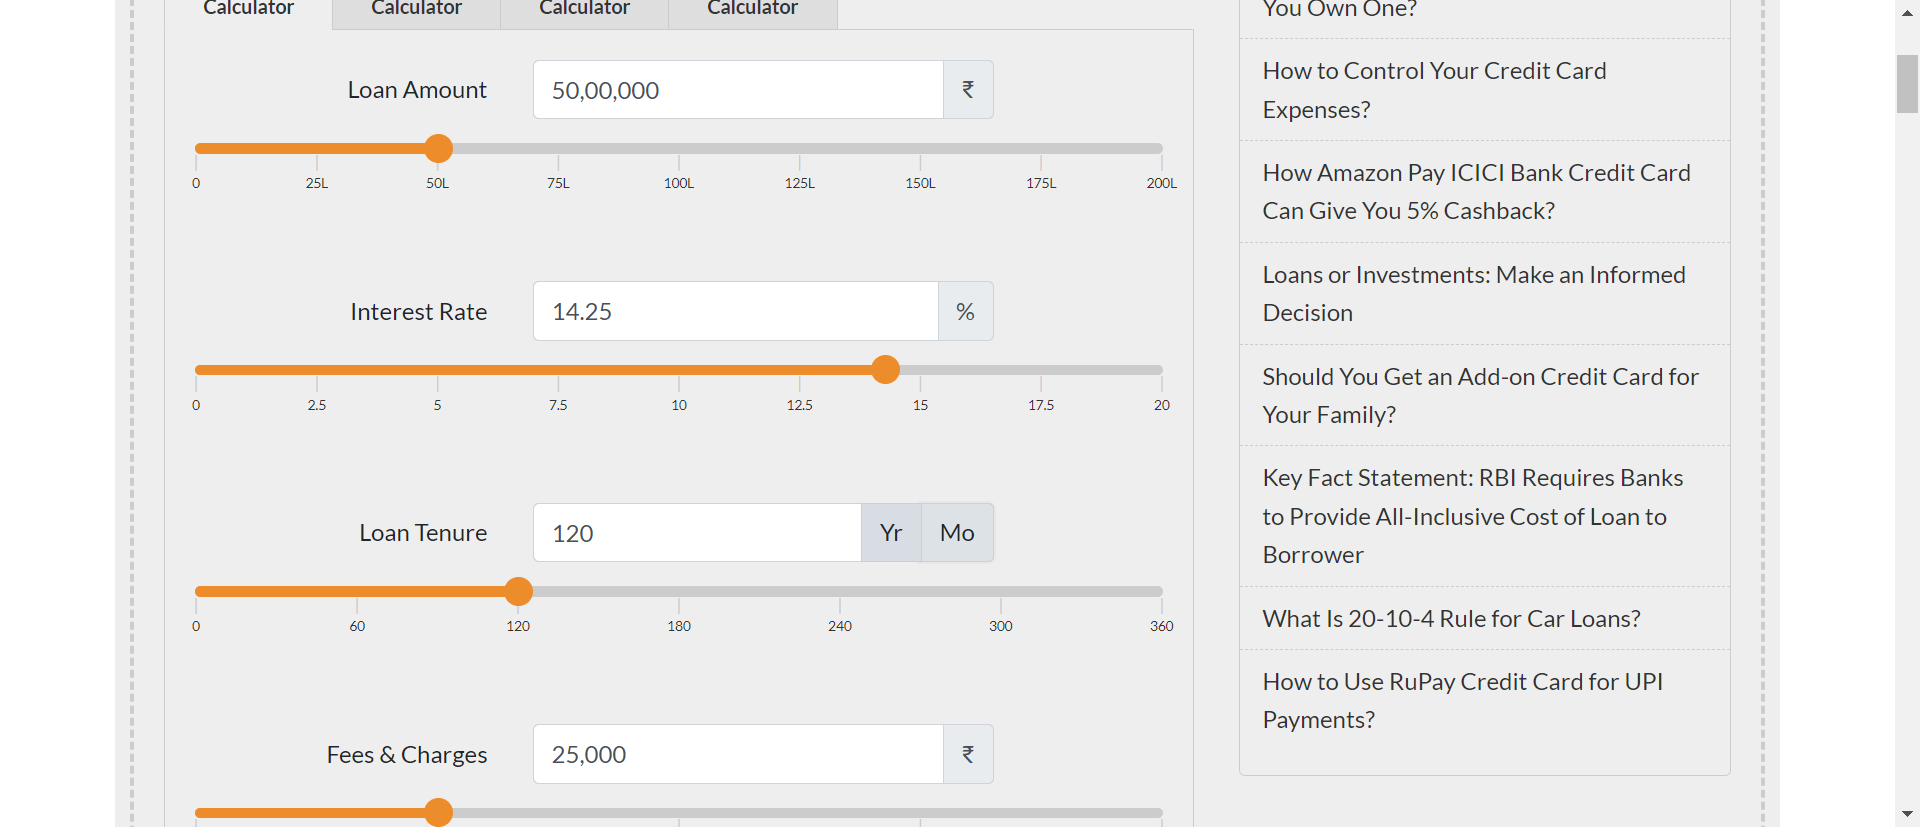 Calculator
Calculator
Calculator
Calculator
Loan Amount
50,00,000
₹
0
25L
50L
75L
100L
125L
150L
175L
200L
Interest Rate
14.25
%
0
2.5
5
7.5
10
12.5
15
17.5
20
Loan Tenure
120
Yr
Mo
0
60
120
180
240
300
360
Fees & Charges
25,000
₹
You Own One?
How to Control Your Credit Card
Expenses?
How Amazon Pay ICICI Bank Credit Card
Can Give You 5% Cashback?
Loans or Investments: Make an Informed
Decision
Should You Get an Add-on Credit Card for
Your Family?
Key Fact Statement: RBI Requires Banks
to Provide All-Inclusive Cost of Loan to
Borrower
What Is 20-10-4 Rule for Car Loans?
How to Use RuPay Credit Card for UPI
Payments?